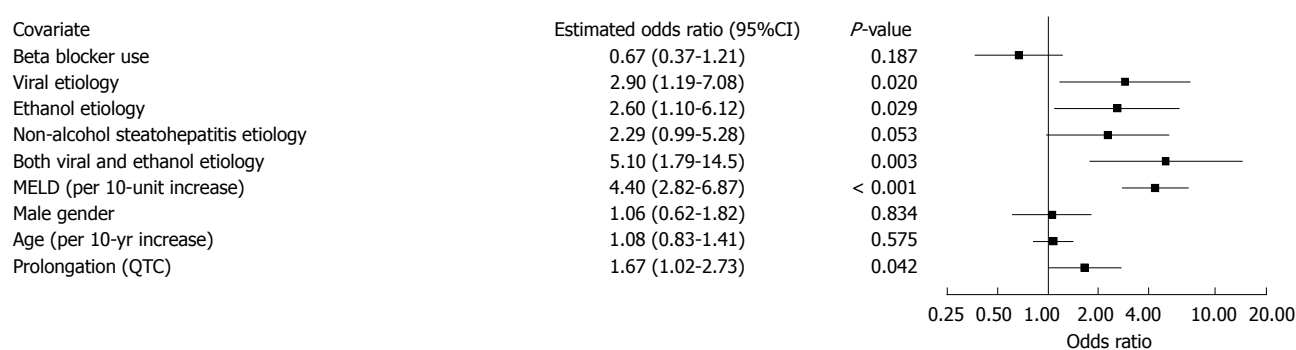 Covariate Estimated odds ratio (95%CI) P-value
Beta blocker use 0.67 (0.37-1.21) 0.187
Viral etiology 2.90 (1.19-7.08) 0.020
Ethanol etiology 2.60 (1.10-6.12) 0.029
Non-alcohol steatohepatitis etiology 2.29 (0.99-5.28) 0.053
Both viral and ethanol etiology 5.10 (1.79-14.5) 0.003
MELD (per 10-unit increase) 4.40 (2.82-6.87) < 0.001
Male gender 1.06 (0.62-1.82) 0.834
Age (per 10-yr increase) 1.08 (0.83-1.41) 0.575
Prolongation (QTC) 1.67 (1.02-2.73) 0.042
0.25 0.50 1.00 2.00 4.00 10.00 20.00
Odds ratio